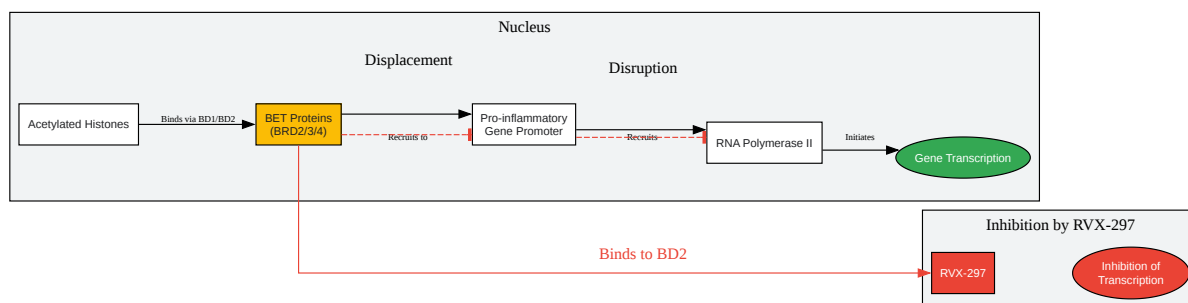 Nucleus
Displacement
Disruption
Acetylated Histones
Binds via BD1/BD2
BET Proteins
(BRD2/3/4)
Recruits to
Pro-inflammatory
Gene Promoter
Recruits
RNA Polymerase II
Initiates
Gene Transcription
Inhibition by RVX-297
Binds to BD2
RVX-297
Inhibition of
Transcription